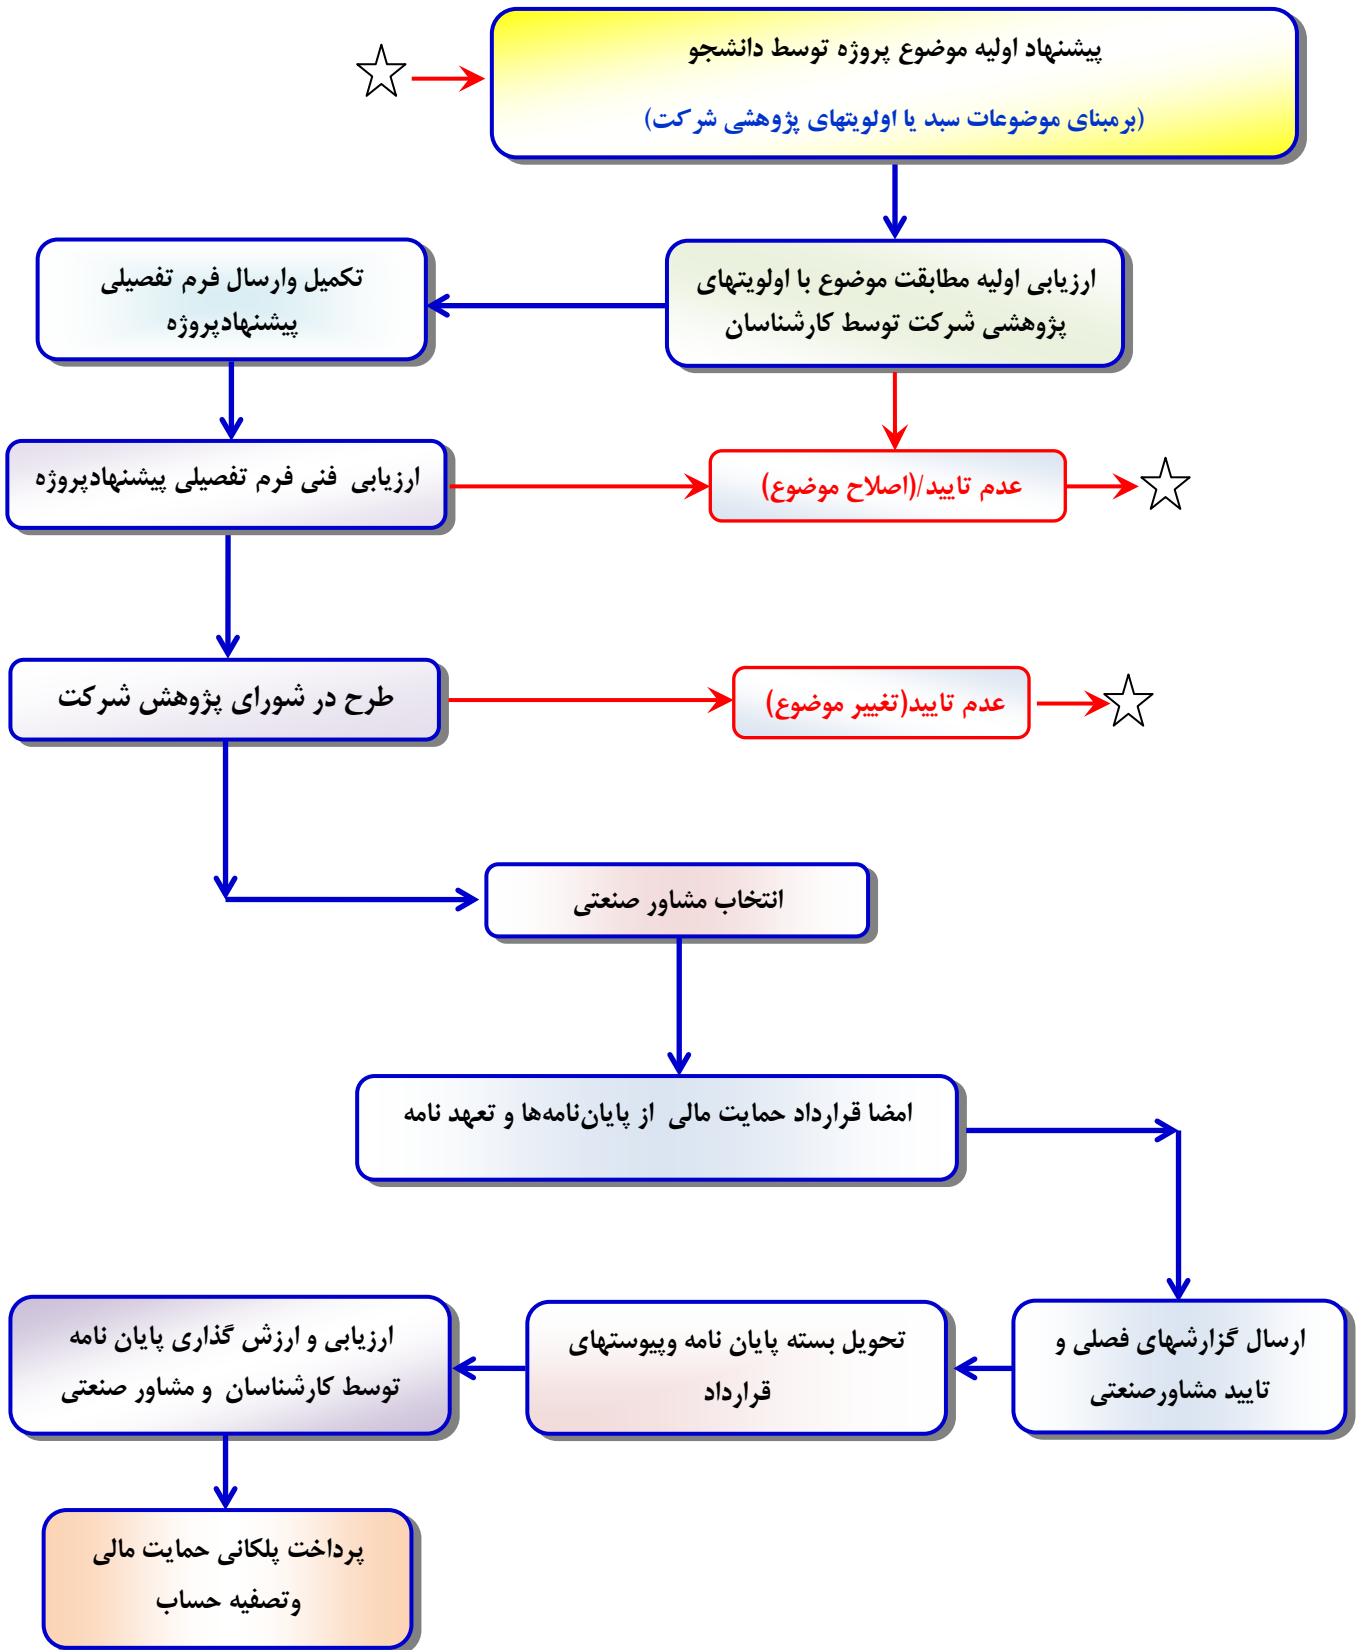 پیشنهاد اولیه موضوع پروژه توسط دانشجو
(برمبنای موضوعات سبد یا اولویتهای پژوهشی شرکت)
ارزیابی اولیه مطابقت موضوع با اولویتهای
پژوهشی شرکت توسط کارشناسان
تکمیل وارسال فرم تفصیلی
پیشنهادپروژه
ارزیابی فنی فرم تفصیلی پیشنهادپروژه
عدم تایید/(اصلاح موضوع)
طرح در شورای پژوهش شرکت
عدم تایید(تغییر موضوع)
انتخاب مشاور صنعتی
امضا قرارداد حمایت مالی از پایان‌نامه‌ها و تعهد نامه
ارسال گزارشهای فصلی و
تایید مشاورصنعتی
تحویل بسته پایان نامه وپیوستهای
قرارداد
ارزیابی و ارزش گذاری پایان نامه
توسط کارشناسان و مشاور صنعتی
پرداخت پلکانی حمایت مالی
وتصفیه حساب